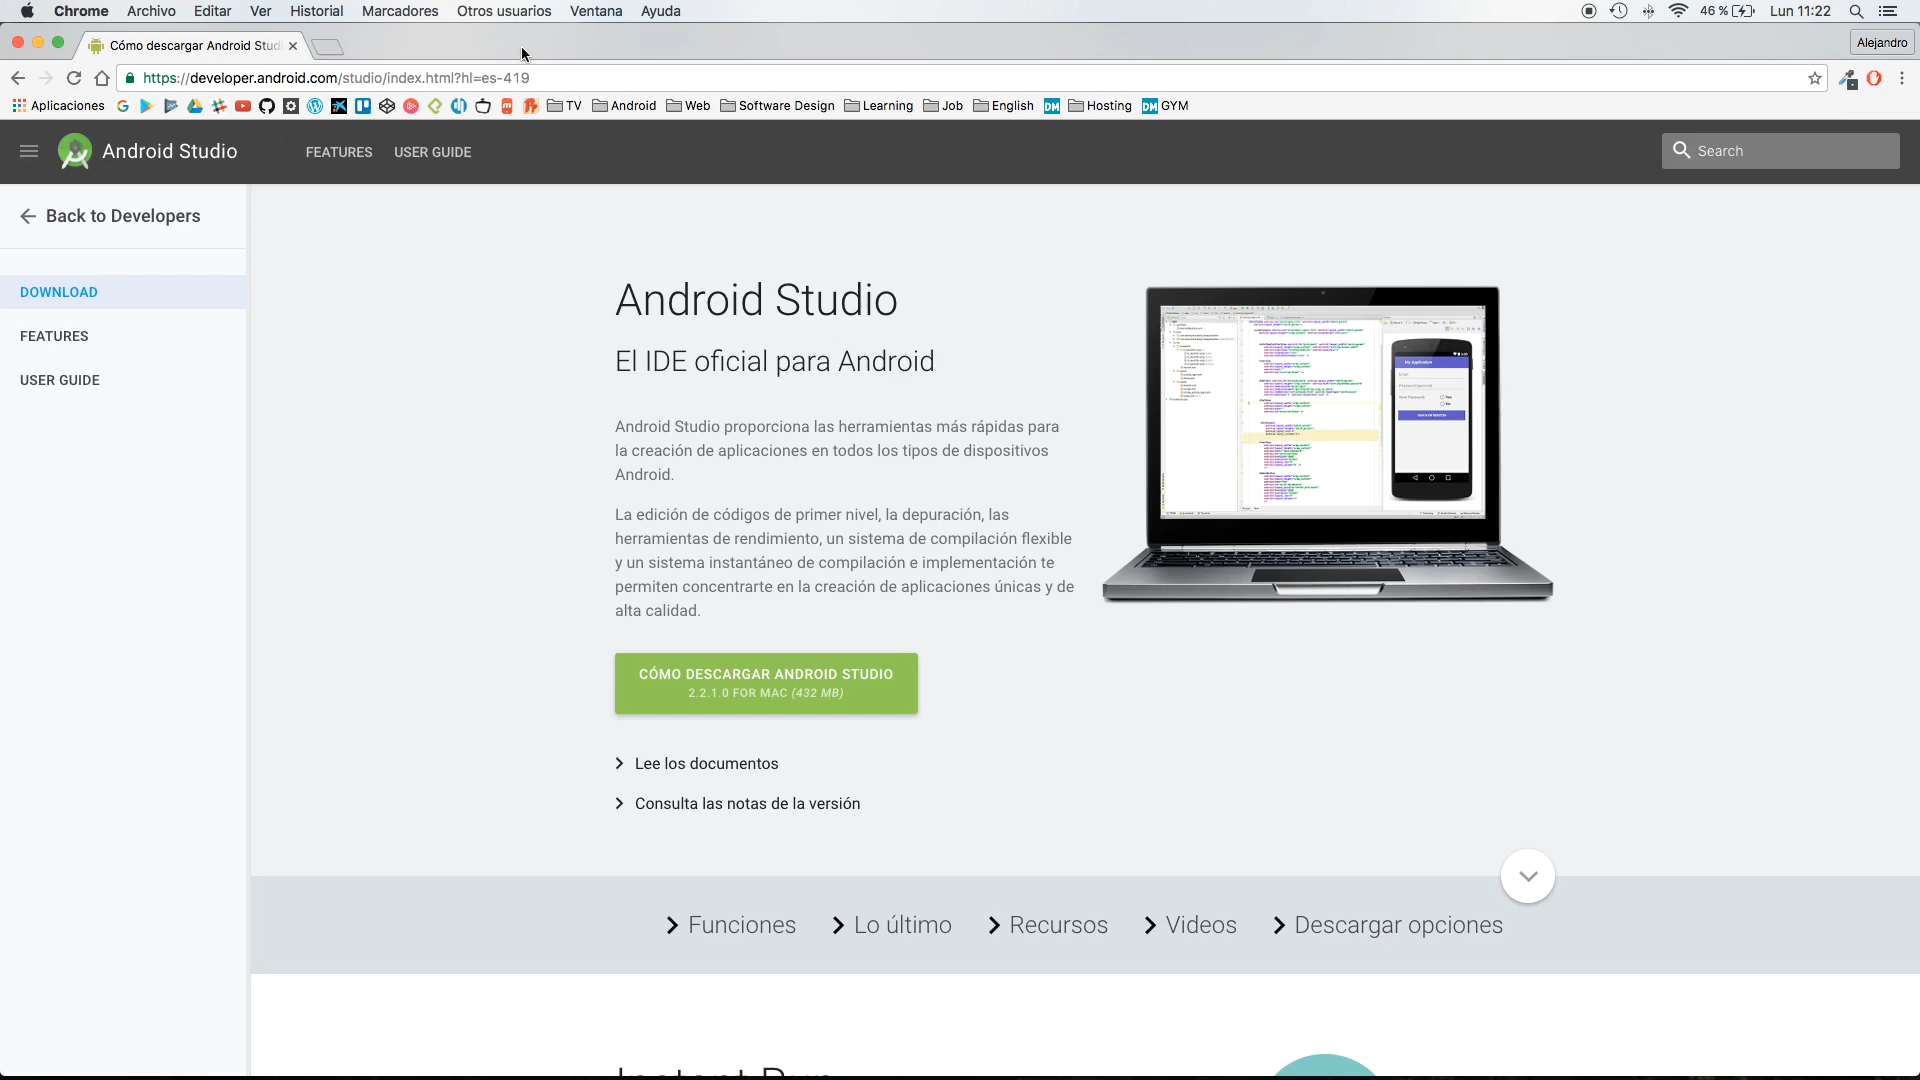 Chrome Archivo Editar Ver Historial Marcadores Otros usuarios Ventana Ayuda 46 % Lun 11:22
Cómo descargar Android Stud Alejandro
https://developer.android.com/studio/index.html?hl=es-419
Aplicaciones TV Android Web Software Design Learning Job English DM Hosting DM GYM
Android Studio FEATURES USER GUIDE Search
Back to Developers
DOWNLOAD
FEATURES
USER GUIDE
Android Studio
El IDE oficial para Android
Android Studio proporciona las herramientas más rápidas para
la creación de aplicaciones en todos los tipos de dispositivos
Android.
La edición de códigos de primer nivel, la depuración, las
herramientas de rendimiento, un sistema de compilación flexible
y un sistema instantáneo de compilación e implementación te
permiten concentrarte en la creación de aplicaciones únicas y de
alta calidad.
CÓMO DESCARGAR ANDROID STUDIO
2.2.1.0 FOR MAC (432 MB)
Lee los documentos
Consulta las notas de la versión
My Application
Funciones Lo último Recursos Videos Descargar opciones
Instant Run